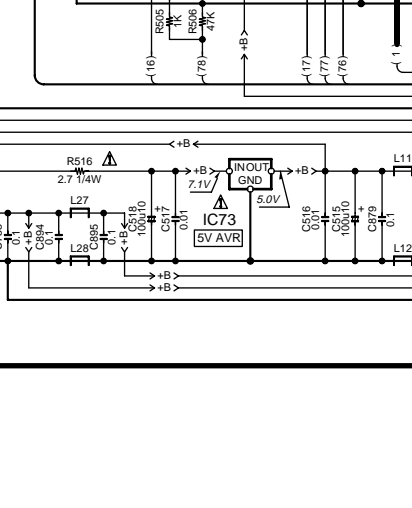 R505
1K
R506
47K
+B
(16)
(78)
(17)
(77)
(76)
(1
+B
R516
2.7 1/4W
+B
IN OUT
GND
+B
L11
7.1V
5.0V
L27
C518
100u10
+
C517
0.01
IC73
5V AVR
C516
0.01
C515
100u10
+
C879
0.1
0.1
+B
C894
0.1
C895
0.1
+B
L28
L12
+B
+B